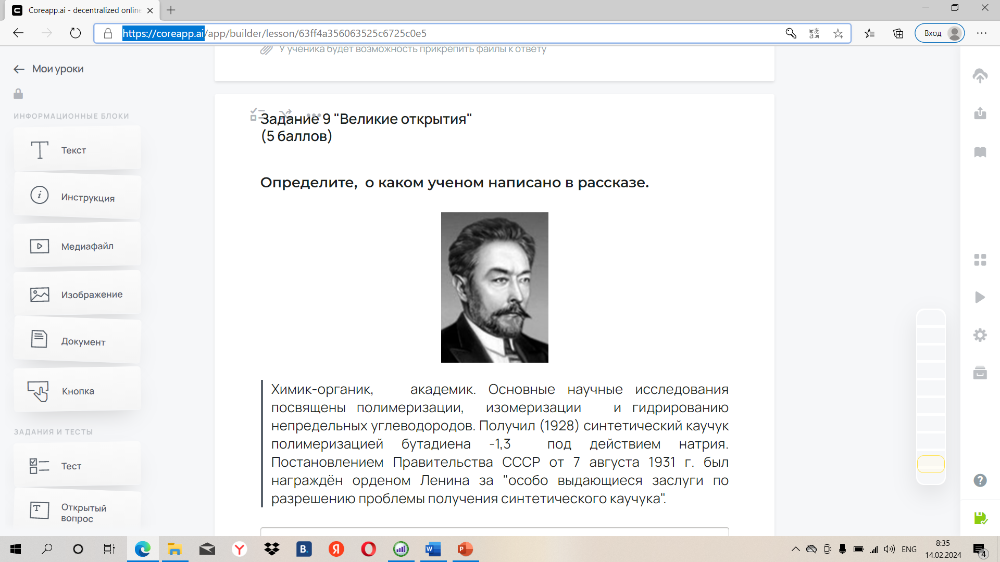 Coreapp.ai - decentralized online
https://coreapp.ai/app/builder/lesson/63ff4a356063525c6725c0e5
Вход
У ученика будет возможность прикрепить файлы к ответу
Мои уроки
ИНФОРМАЦИОННЫЕ БЛОКИ
Текст
Инструкция
Медиафайл
Изображение
Документ
Кнопка
ЗАДАНИЯ И ТЕСТЫ
Тест
Открытый
вопрос
Задание 9 "Великие открытия"
(5 баллов)
Определите, о каком ученом написано в рассказе.
Химик-органик, академик. Основные научные исследования
посвящены полимеризации, изомеризации и гидрированию
непредельных углеводородов. Получил (1928) синтетический каучук
полимеризацией бутадиена -1,3 под действием натрия.
Постановлением Правительства СССР от 7 августа 1931 г. был
награждён орденом Ленина за "особо выдающиеся заслуги по
разрешению проблемы получения синтетического каучука".
ENG
8:35
14.02.2024
4